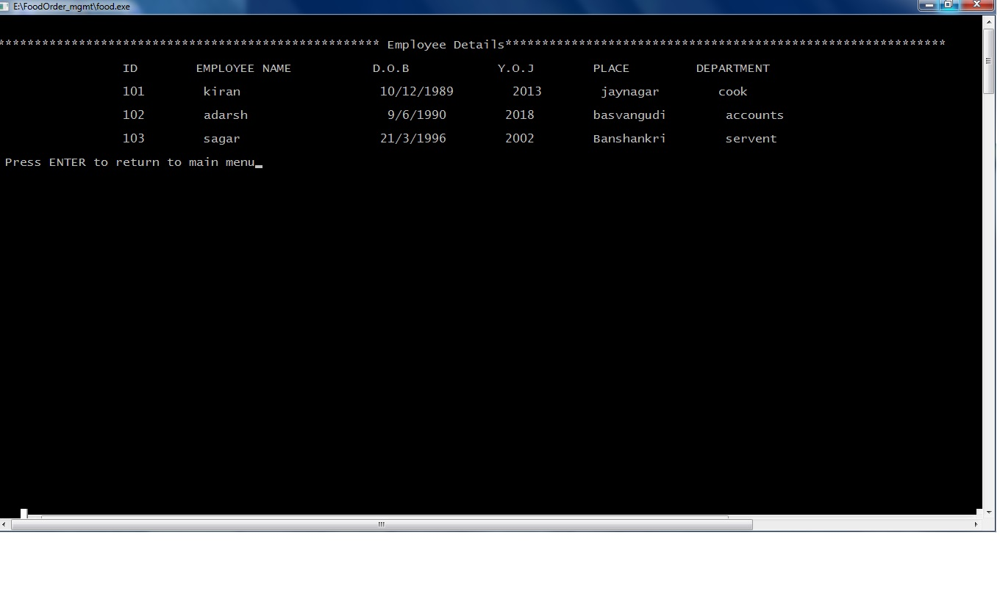 E:\FoodOrder_mgmt\food.exe
**************************************************** Employee Details************************************************************
ID EMPLOYEE NAME D.O.B Y.O.J PLACE DEPARTMENT
101 kiran 10/12/1989 2013 jaynagar cook
102 adarsh 9/6/1990 2018 basvangudi accounts
103 sagar 21/3/1996 2002 Banshankri servent
Press ENTER to return to main menu_